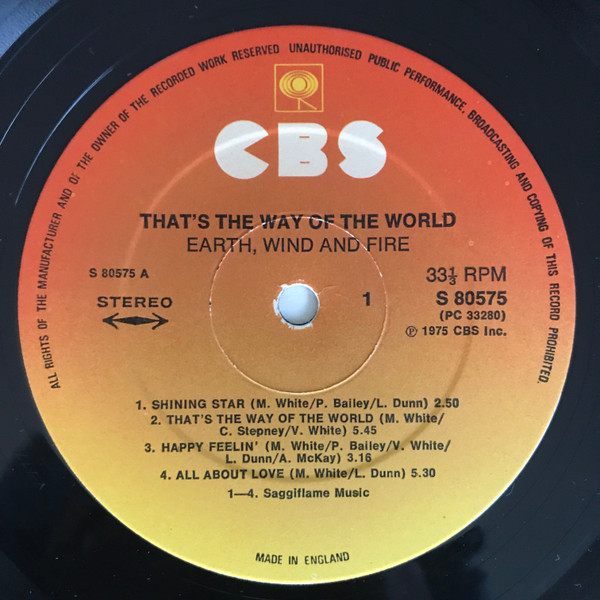 ALL RIGHTS OF THE MANUFACTURER AND OF THE OWNER OF THE RECORDED WORK RESERVED UNAUTHORISED PUBLIC PERFORMANCE, BROADCASTING AND COPYING OF THIS RECORD PROHIBITED.
CBS
THAT'S THE WAY OF THE WORLD
EARTH, WIND AND FIRE
S 80575 A
33⅓ RPM
STEREO
1
S 80575
(PC 33280)
℗ 1975 CBS Inc.
1. SHINING STAR (M. White/P. Bailey/L. Dunn) 2.50
2. THAT'S THE WAY OF THE WORLD (M. White/
C. Stepney/V. White) 5.45
3. HAPPY FEELIN' (M. White/P. Bailey/V. White/
L. Dunn/A. McKay) 3.16
4. ALL ABOUT LOVE (M. White/L. Dunn) 5.30
1—4. Saggiflame Music
MADE IN ENGLAND